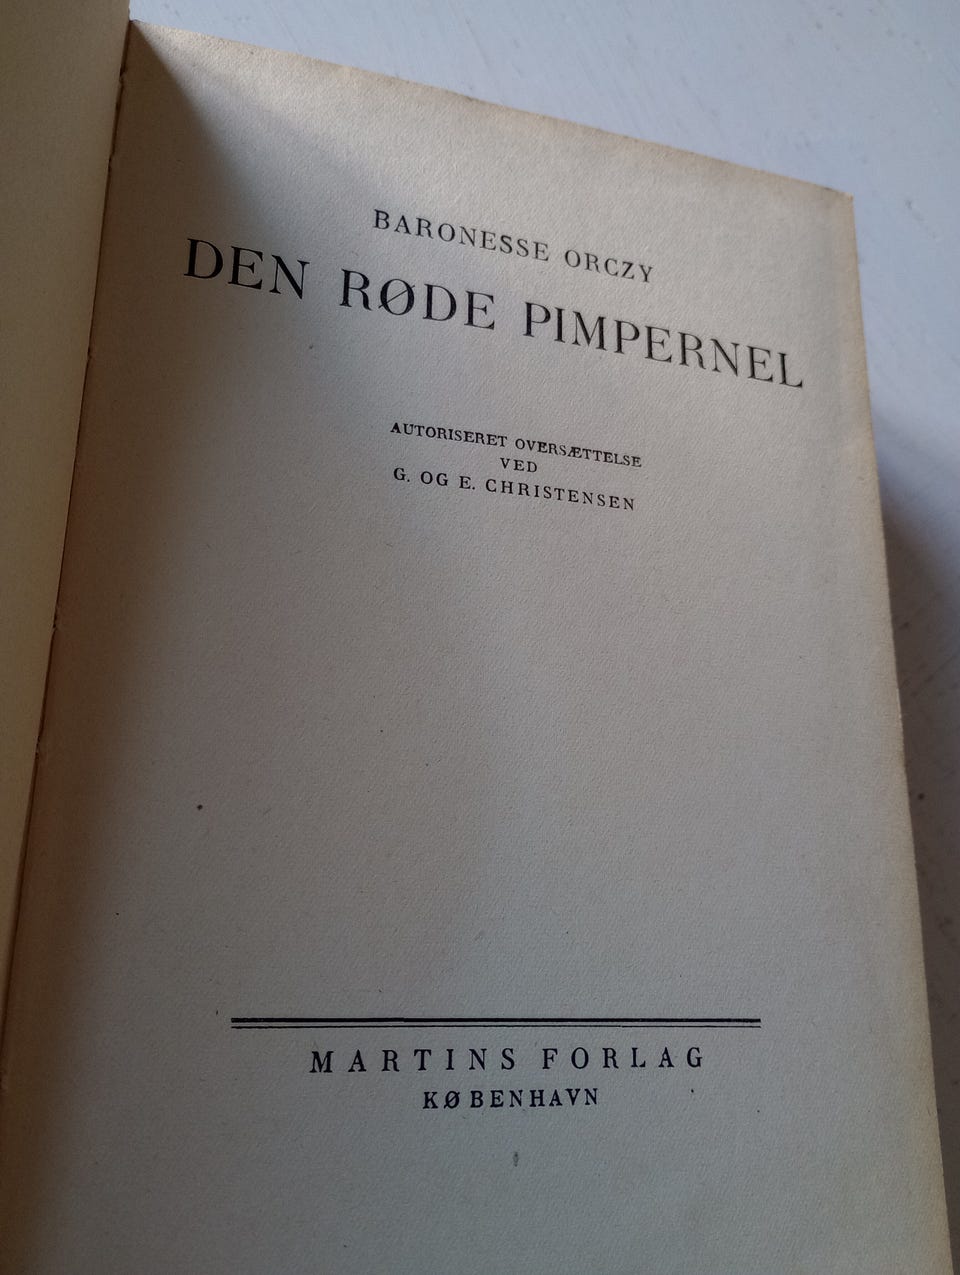 BARONESSE ORCZY
DEN RØDE PIMPERNEL
AUTORISERET OVERSÆTTELSE
VED
G. OG E. CHRISTENSEN
MARTINS FORLAG
KØBENHAVN